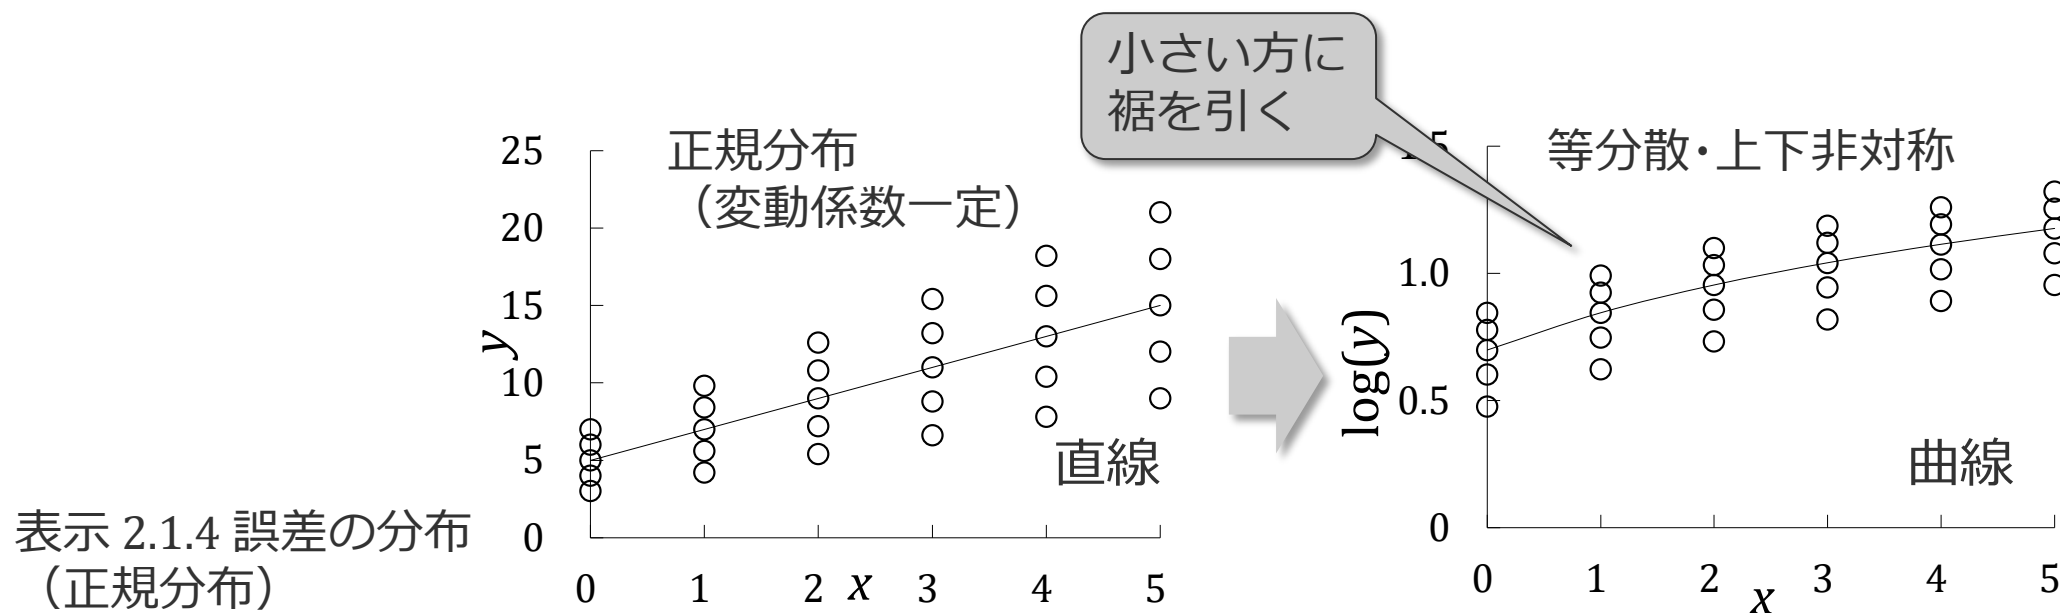 小さい方に
裾を引く
正規分布
（変動係数一定）
25
20
15
10
5
0
y
0 1 2 3 4 5
x
直線
等分散・上下非対称
1.0
0.5
0
log(y)
0 1 2 3 4 5
x
曲線
表示 2.1.4 誤差の分布
（正規分布）